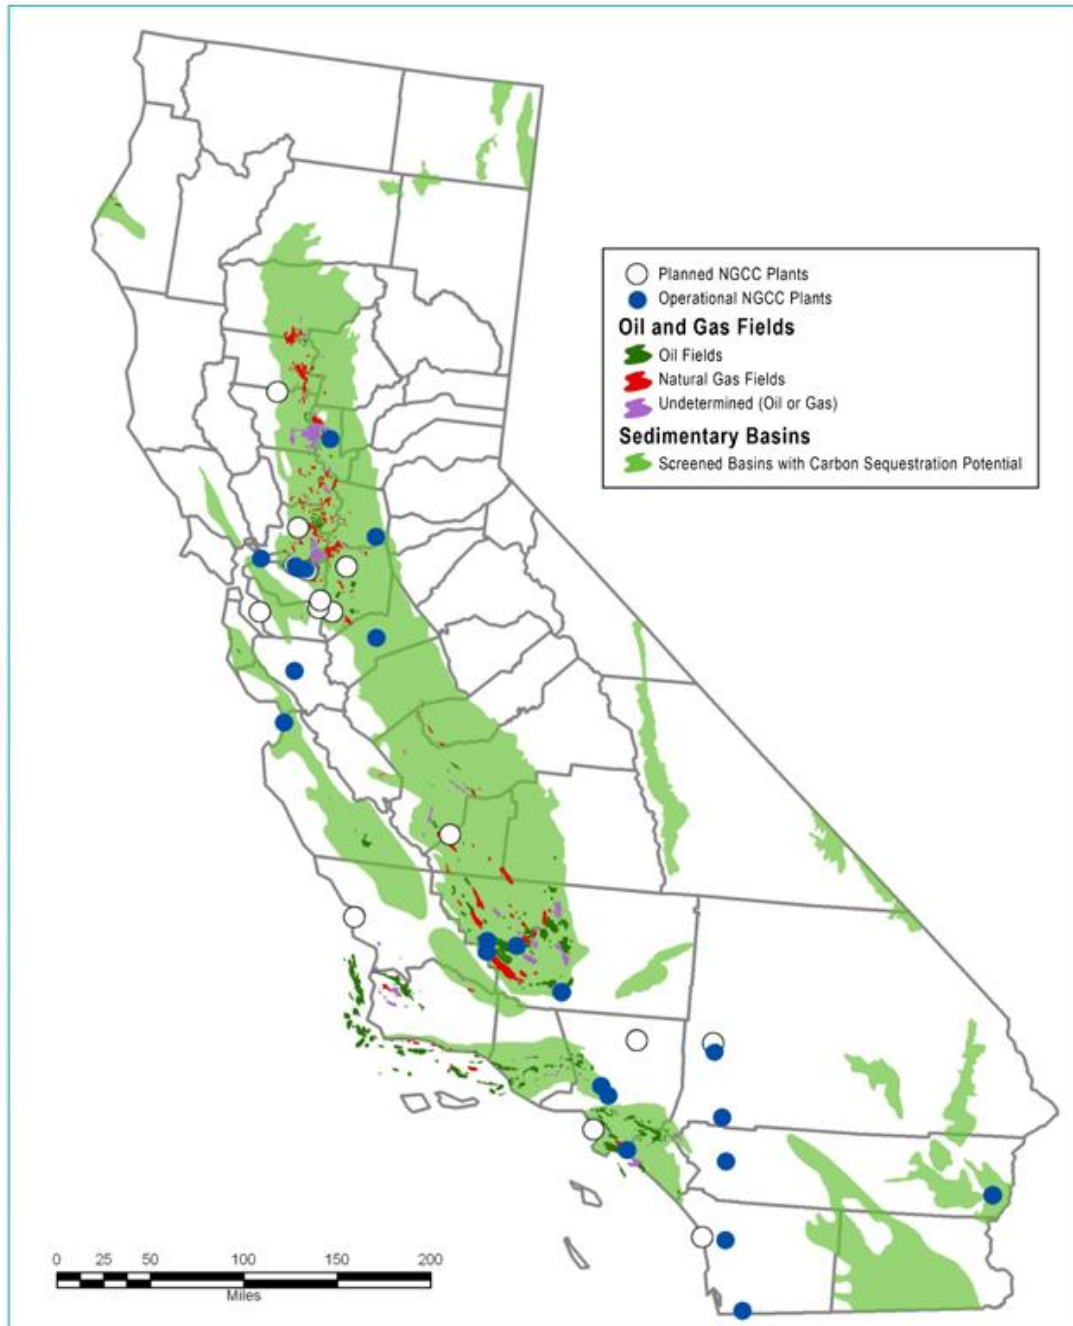 Planned NGCC Plants
Operational NGCC Plants
Oil and Gas Fields
Oil Fields
Natural Gas Fields
Undetermined (Oil or Gas)
Sedimentary Basins
Screened Basins with Carbon Sequestration Potential
0 25 50 100 150 200
Miles